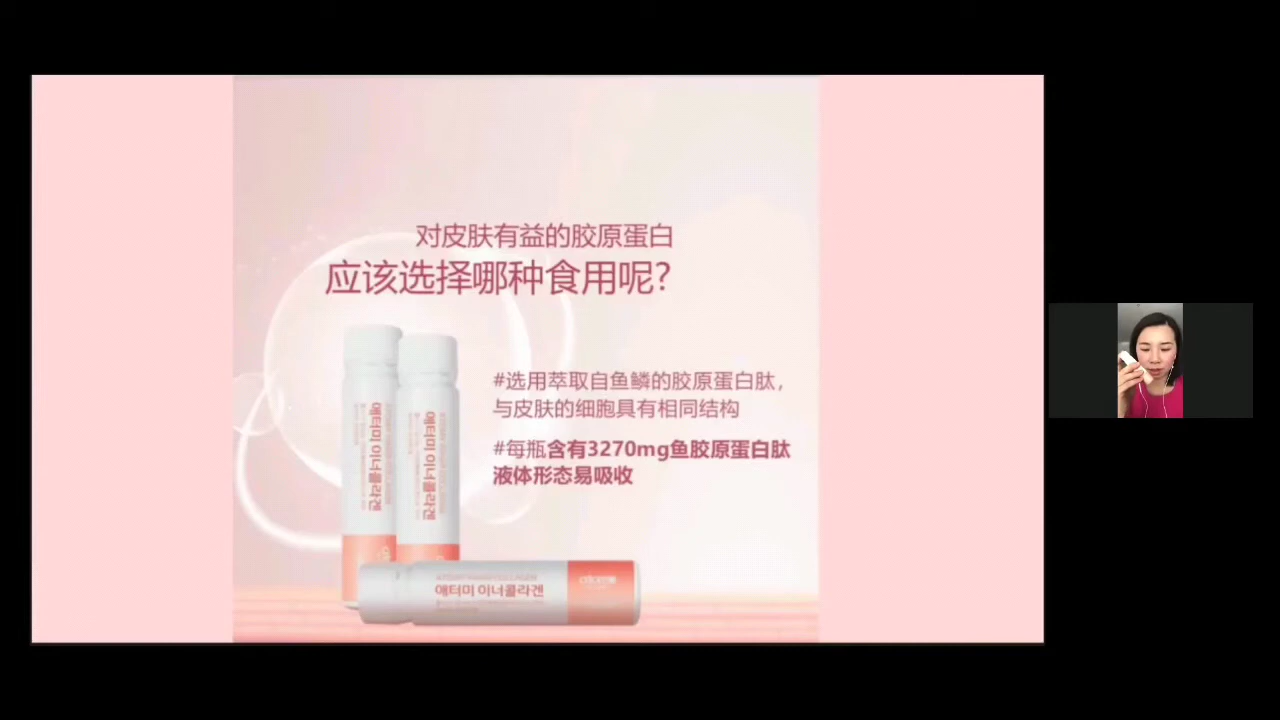 对皮肤有益的胶原蛋白
应该选择哪种食用呢?
#选用萃取自鱼鳞的胶原蛋白肽,
与皮肤的细胞具有相同结构
#每瓶含有3270mg鱼胶原蛋白肽
液体形态易吸收
애터미 이너콜라겐
애터미 이너콜라겐
애터미 이너콜라겐